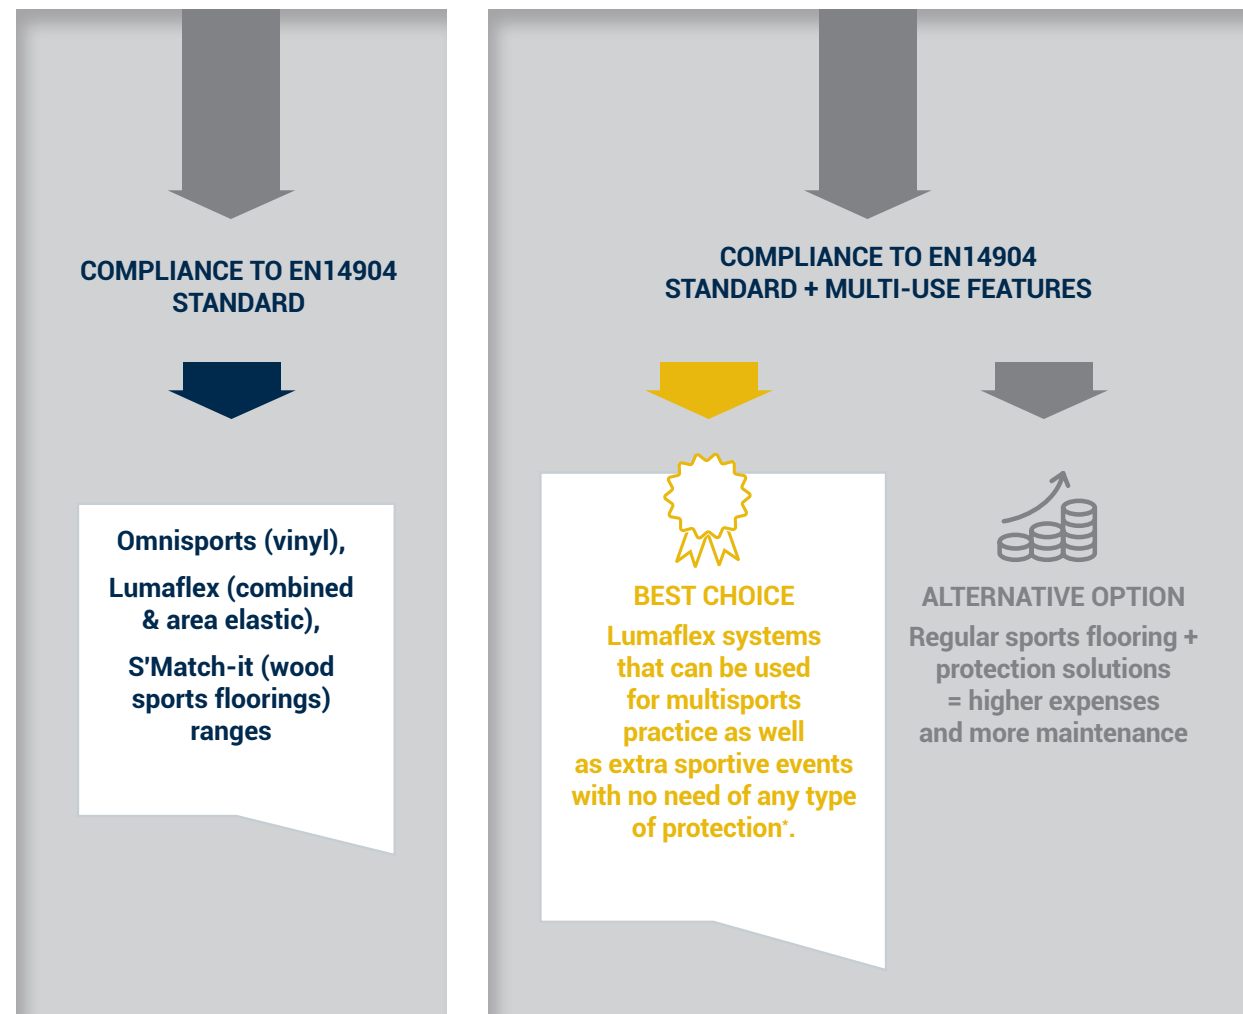 COMPLIANCE TO EN14904
STANDARD
Omnisports (vinyl),
Lumaflex (combined
& area elastic),
S'Match-it (wood
sports floorings)
ranges
COMPLIANCE TO EN14904
STANDARD + MULTI-USE FEATURES
BEST CHOICE
Lumaflex systems
that can be used
for multisports
practice as well
as extra sportive events
with no need of any type
of protection*.
ALTERNATIVE OPTION
Regular sports flooring +
protection solutions
= higher expenses
and more maintenance